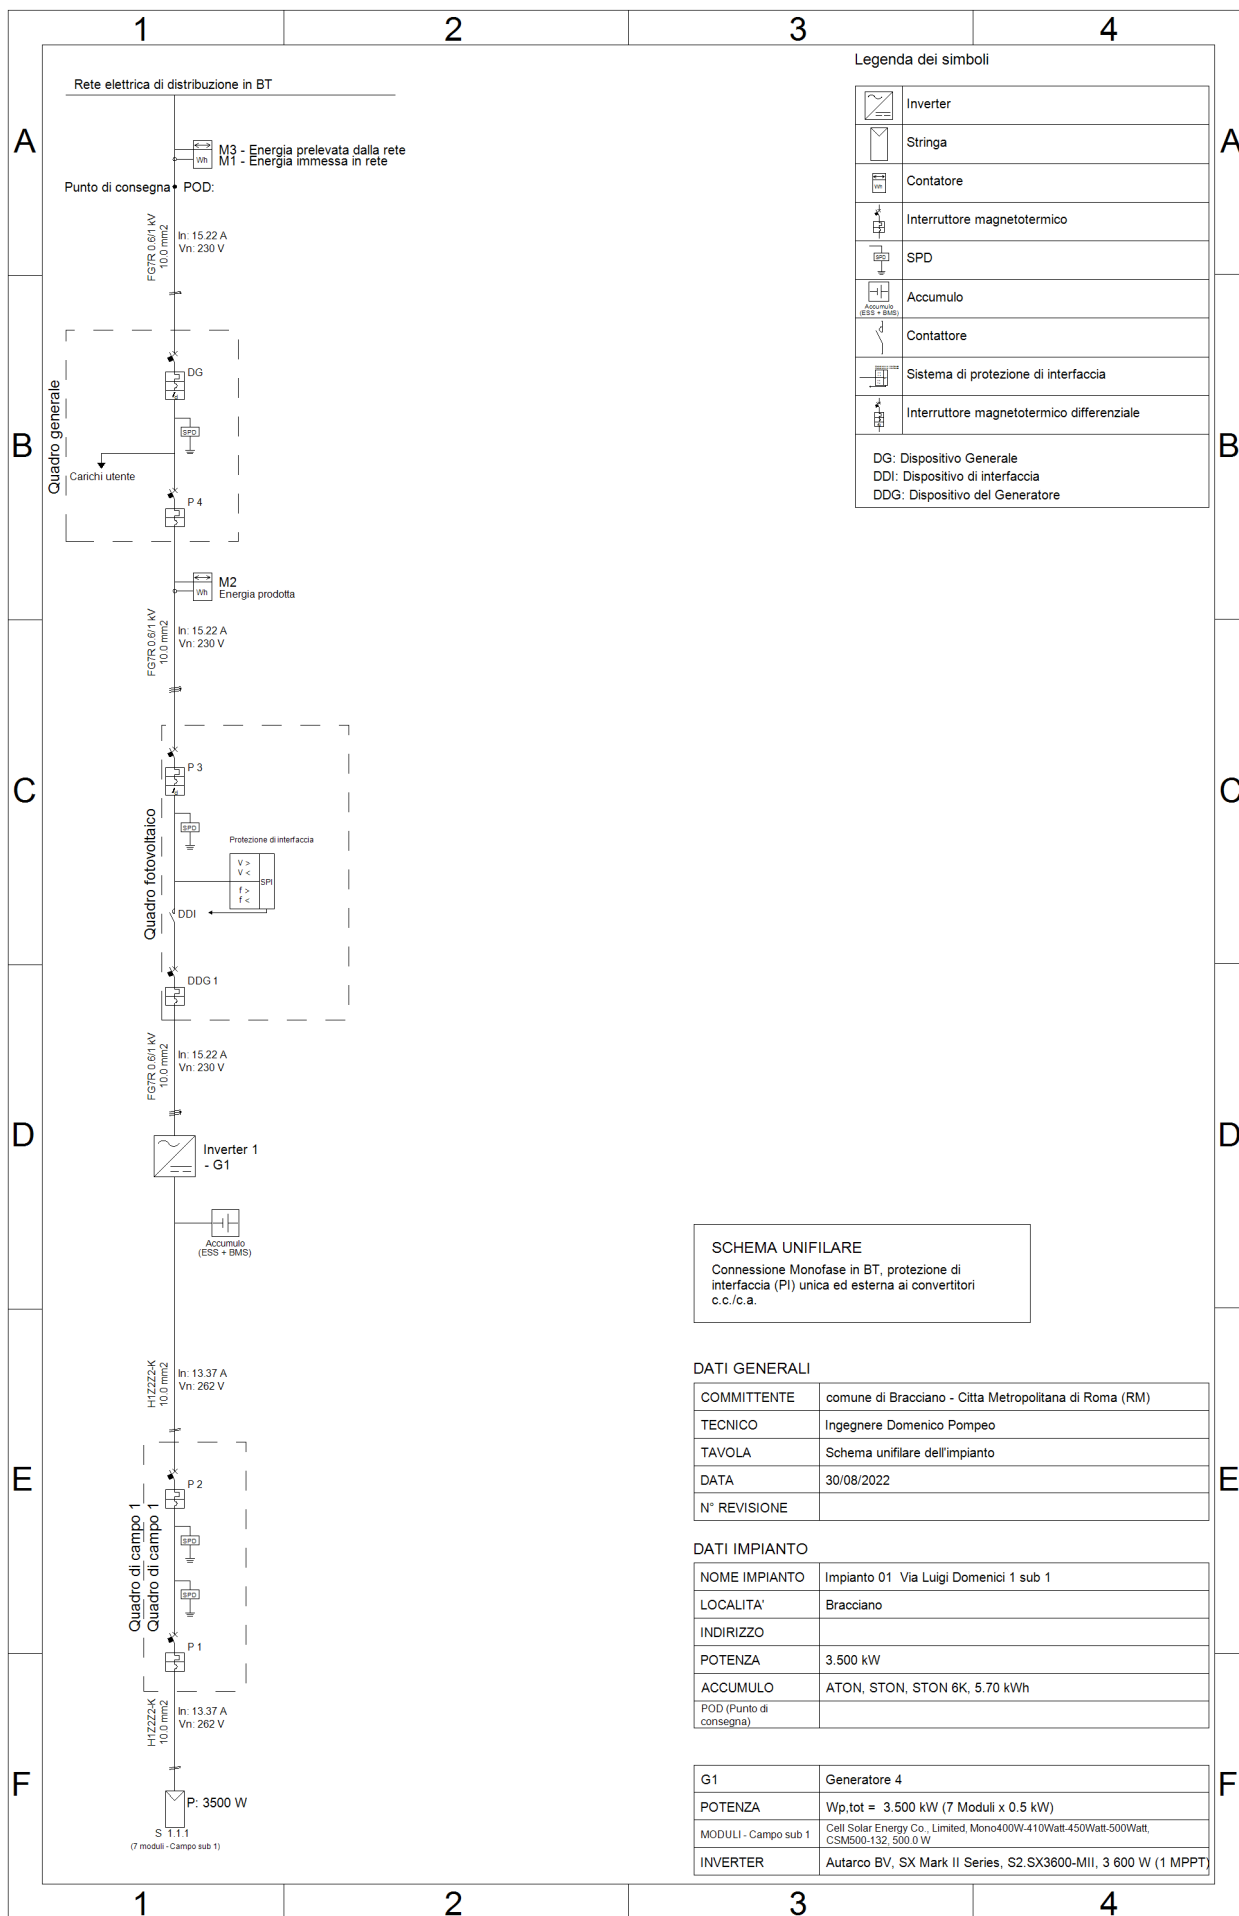 1
2
3
4
Rete elettrica di distribuzione in BT
A
A
M3 - Energia prelevata dalla rete
Wh
M1 - Energia immessa in rete
Punto di consegna
POD:
FG7R 0.6/1 kV
10.0 mm2
In: 15.22 A
Vn: 230 V
Legenda dei simboli
Inverter
Stringa
Wh
Contatore
Interruttore magnetotermico
SPD
SPD
Accumulo
(ESS + BMS)
Accumulo
Contattore
Sistema di protezione di interfaccia
Interruttore magnetotermico differenziale
DG: Dispositivo Generale
DDI: Dispositivo di interfaccia
DDG: Dispositivo del Generatore
B
B
Quadro generale
DG
SPD
Carichi utente
P 4
M2
Wh
Energia prodotta
FG7R 0.6/1 kV
10.0 mm2
In: 15.22 A
Vn: 230 V
C
C
Quadro fotovoltaico
P 3
SPD
Protezione di interfaccia
V >
V <
f >
f <
SPI
DDI
DDG 1
FG7R 0.6/1 kV
10.0 mm2
In: 15.22 A
Vn: 230 V
D
D
Inverter 1
- G1
Accumulo
(ESS + BMS)
H1Z2Z2-K
10.0 mm2
In: 13.37 A
Vn: 262 V
E
E
Quadro di campo 1
Quadro di campo 1
P 2
SPD
SPD
P 1
H1Z2Z2-K
10.0 mm2
In: 13.37 A
Vn: 262 V
F
F
P: 3500 W
S 1.1.1
(7 moduli - Campo sub 1)
SCHEMA UNIFILARE
Connessione Monofase in BT, protezione di
interfaccia (PI) unica ed esterna ai convertitori
c.c./c.a.
DATI GENERALI
COMMITTENTE comune di Bracciano - Citta Metropolitana di Roma (RM)
TECNICO Ingegnere Domenico Pompeo
TAVOLA Schema unifilare dell'impianto
DATA 30/08/2022
N° REVISIONE
DATI IMPIANTO
NOME IMPIANTO Impianto 01 Via Luigi Domenici 1 sub 1
LOCALITA' Bracciano
INDIRIZZO
POTENZA 3.500 kW
ACCUMULO ATON, STON, STON 6K, 5.70 kWh
POD (Punto di
consegna)
G1 Generatore 4
POTENZA Wp,tot = 3.500 kW (7 Moduli x 0.5 kW)
MODULI - Campo sub 1 Cell Solar Energy Co., Limited, Mono400W-410Watt-450Watt-500Watt,
CSM500-132, 500.0 W
INVERTER Autarco BV, SX Mark II Series, S2.SX3600-MII, 3 600 W (1 MPPT)
1
2
3
4